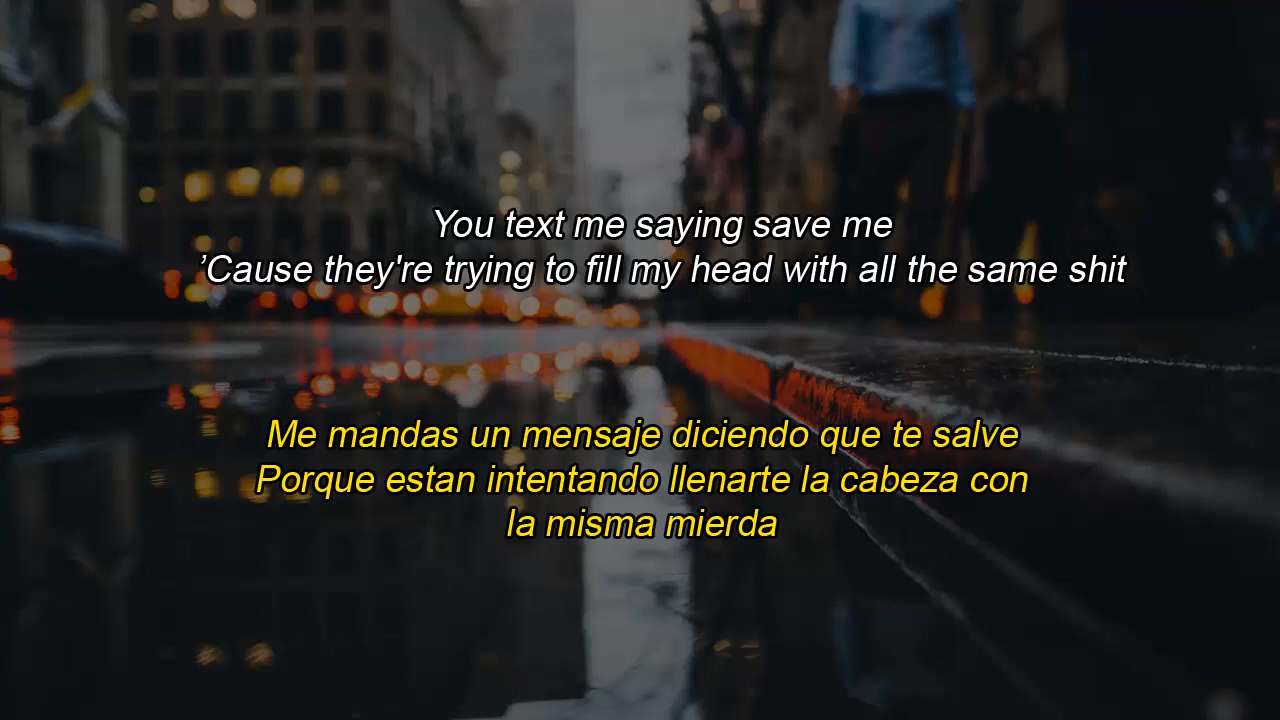 You text me saying save me
’Cause they're trying to fill my head with all the same shit
Me mandas un mensaje diciendo que te salve
Porque estan intentando llenarte la cabeza con
la misma mierda